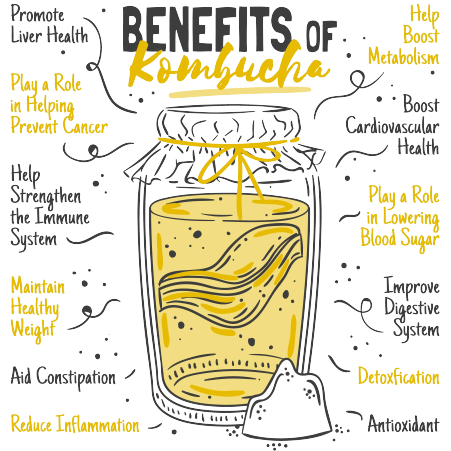 BENEFITS OF
Kombucha
Promote
Liver Health
Play a Role
in Helping
Prevent Cancer
Help
Strengthen
the Immune
System
Maintain
Healthy
Weight
Aid Constipation
Reduce Inflammation
Help
Boost
Metabolism
Boost
Cardiovascular
Health
Play a Role
in Lowering
Blood Sugar
Improve
Digestive
System
Detoxfication
Antioxidant